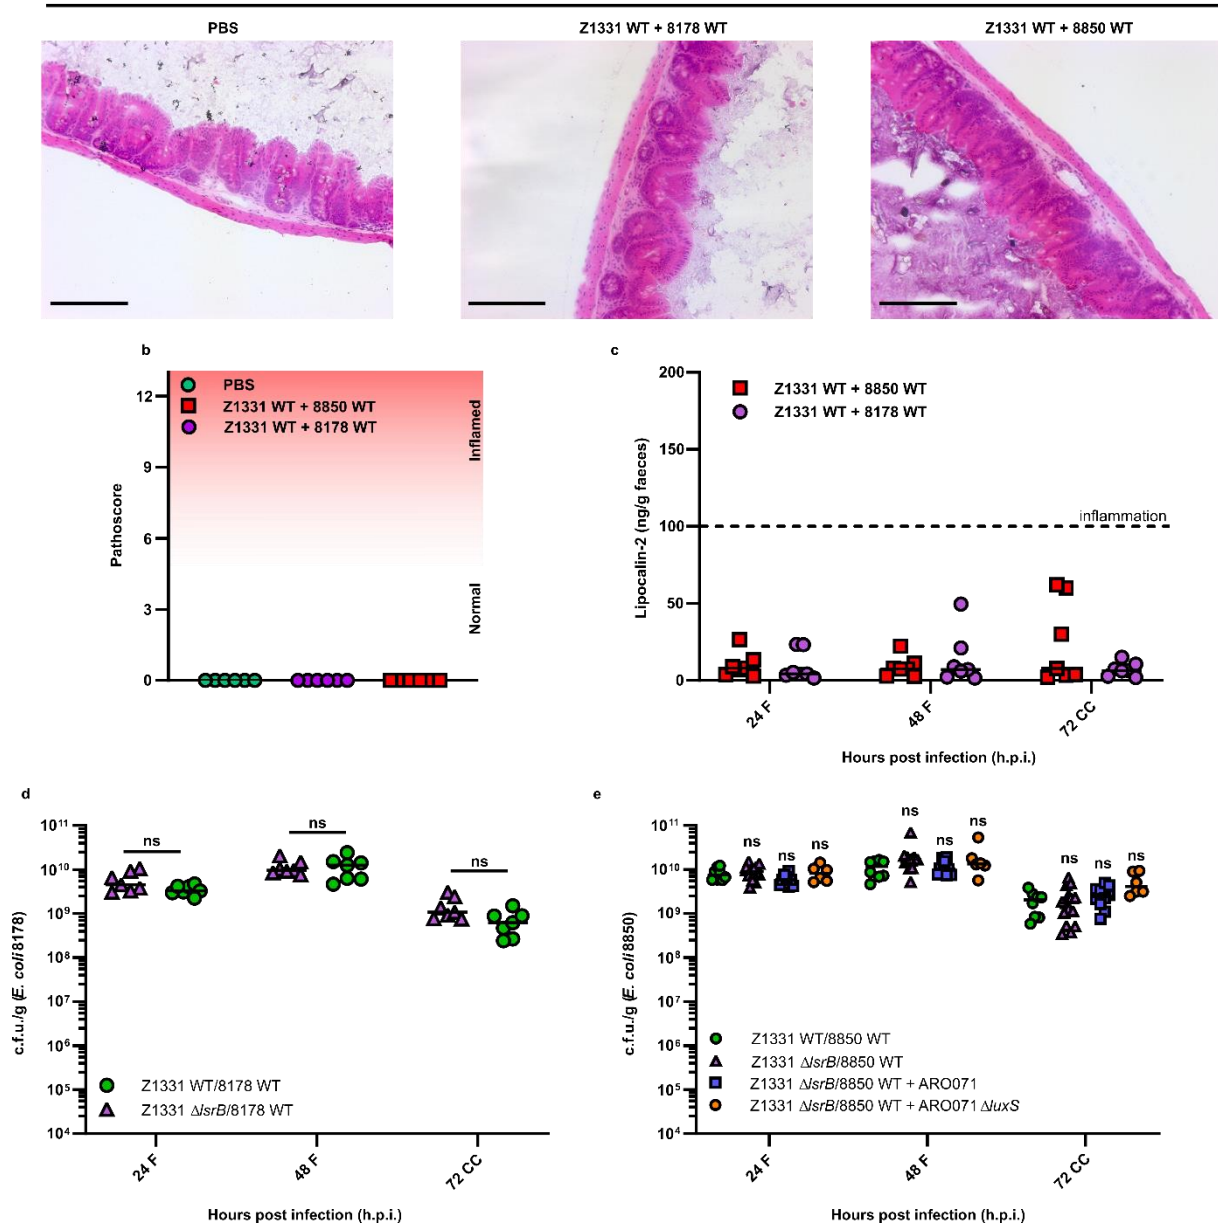 PBS
Z1331 WT + 8178 WT
Z1331 WT + 8850 WT
b
Pathoscore
12
9
6
3
0
PBS
Z1331 WT + 8850 WT
Z1331 WT + 8178 WT
Inflamed
Normal
c
Lipocalin-2 (ng/g faeces)
200
150
100
50
0
Z1331 WT + 8850 WT
Z1331 WT + 8178 WT
inflammation
24 F
48 F
72 CC
Hours post infection (h.p.i.)
d
c.f.u./g (E. coli 8178)
10¹¹
10¹⁰
10⁹
10⁸
10⁷
10⁶
10⁵
10⁴
ns
ns
ns
Z1331 WT/8178 WT
Z1331 ΔlsrB/8178 WT
24 F
48 F
72 CC
Hours post infection (h.p.i.)
e
c.f.u./g (E. coli 8850)
10¹¹
10¹⁰
10⁹
10⁸
10⁷
10⁶
10⁵
10⁴
ns ns ns
ns ns ns
ns ns ns
Z1331 WT/8850 WT
Z1331 ΔlsrB/8850 WT
Z1331 ΔlsrB/8850 WT + ARO071
Z1331 ΔlsrB/8850 WT + ARO071 ΔluxS
24 F
48 F
72 CC
Hours post infection (h.p.i.)